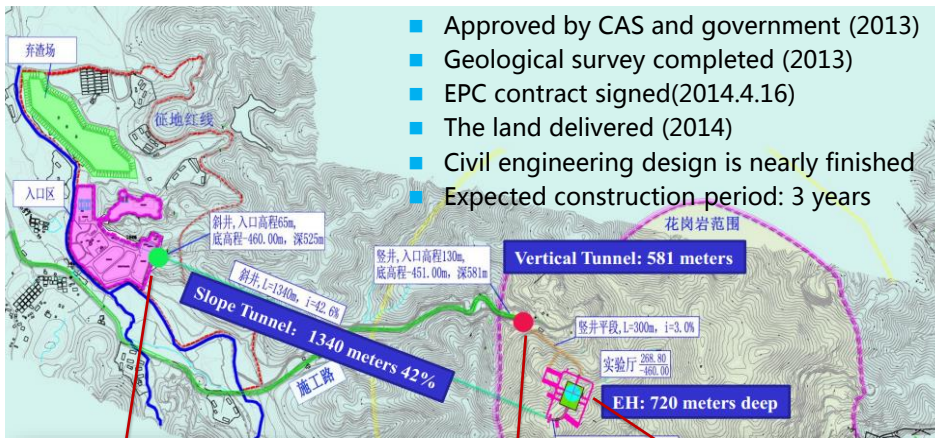 Approved by CAS and government (2013)
Geological survey completed (2013)
EPC contract signed(2014.4.16)
The land delivered (2014)
Civil engineering design is nearly finished
Expected construction period: 3 years
弃渣场
征地红线
入口区
斜井,入口高程65m,
底高程-460.00m, 深525m
花岗岩范围
竖井,入口高程130m,
底高程-451.00m, 深581m
Vertical Tunnel: 581 meters
斜井, L=1340m, i=42.6%
Slope Tunnel: 1340 meters 42%
竖井平段, L=300m, i=3.0%
实验厅 268.80
-460.00
施工路
EH: 720 meters deep